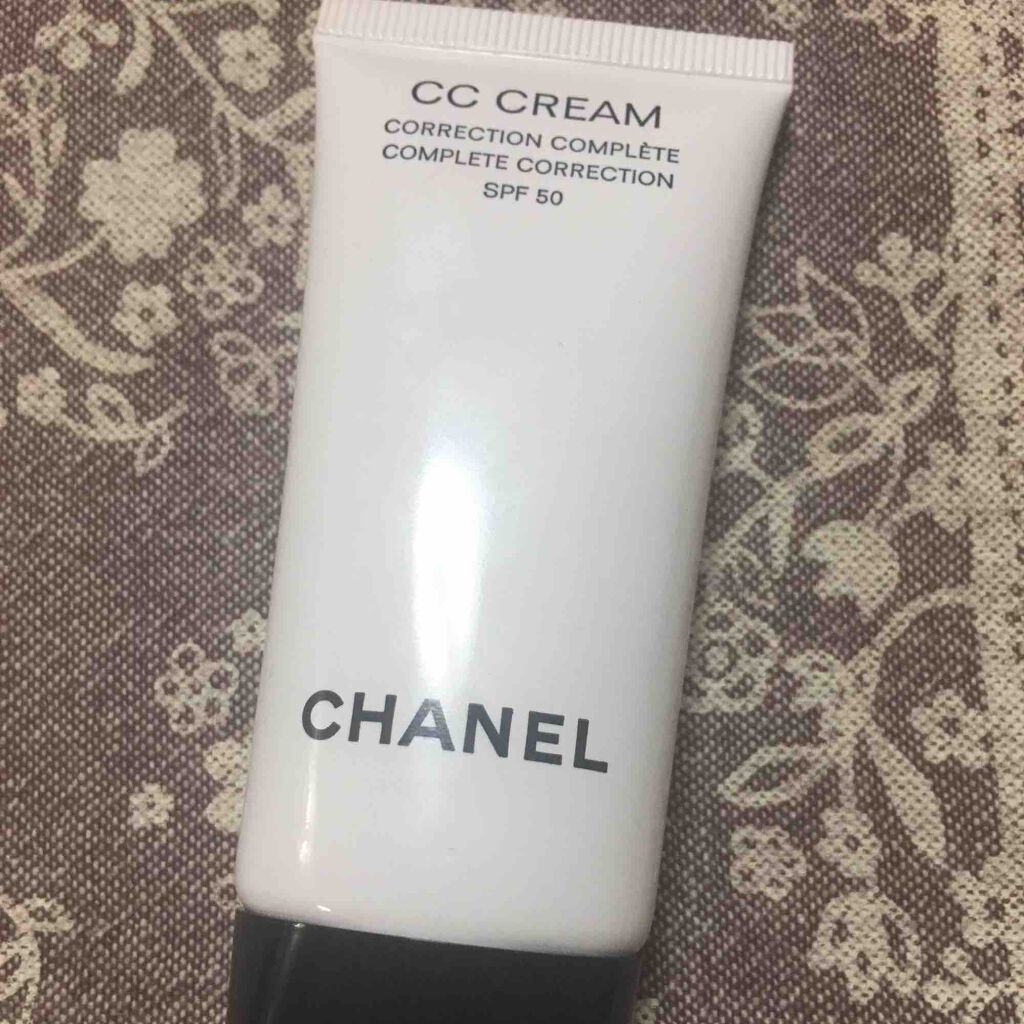 CC CREAM
CORRECTION COMPLÈTE
COMPLETE CORRECTION
SPF 50
CHANEL